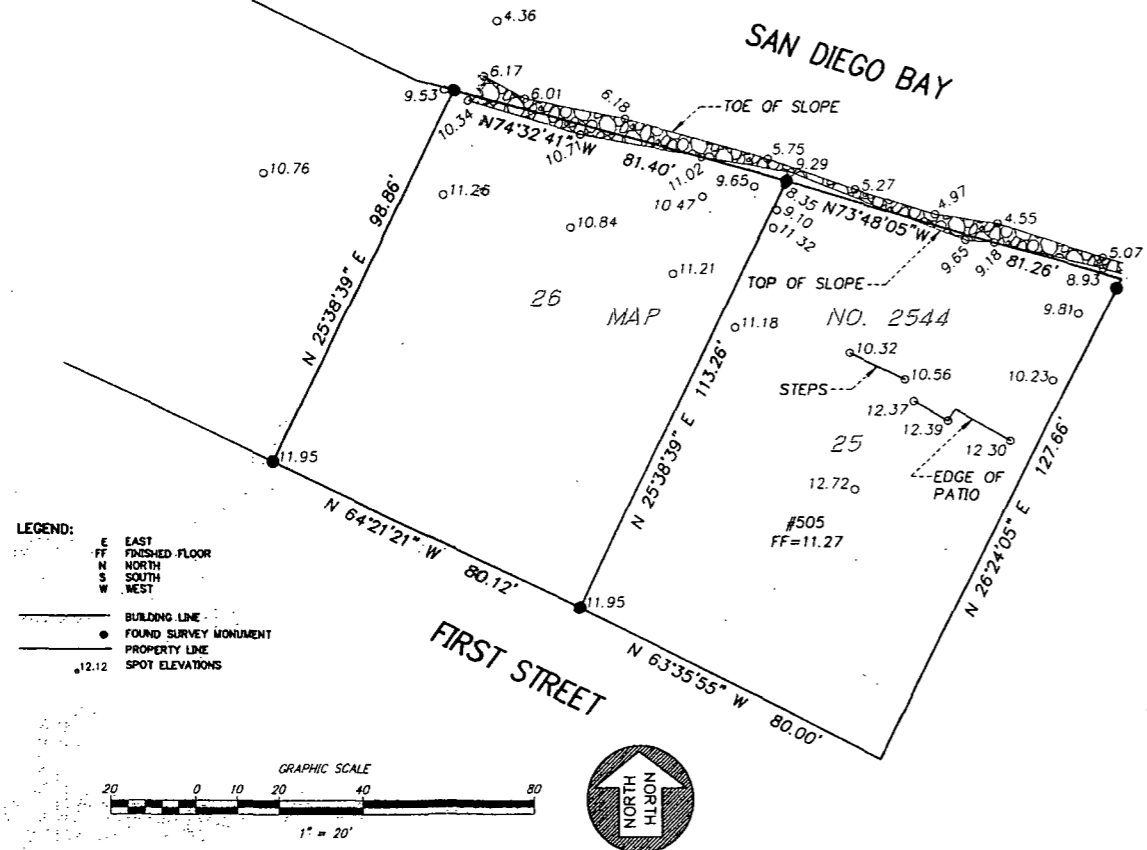 4.36
SAN DIEGO BAY
6.17
9.53
6.01
6.18
TOE OF SLOPE
10.34
N74°32'41" W 81.40'
10.71
11.02
5.75
9.29
9.65
8.35
5.27
4.97
4.55
5.07
10.76
11.26
10.84
10 47
9.10
11.32
N73°48'05"W 81.26'
9.65
9.18
8.93
N 25°38'39" E 98.86'
11.21
TOP OF SLOPE
9.81
26
MAP
NO. 2544
11.18
10.32
STEPS
10.56
10.23
12.37
12.39
12 30
N 25°38'39" E 113.26'
25
EDGE OF
PATIO
12.72
11.95
N 64°21'21" W 80.12'
#505
FF=11.27
N 26°24'05" E 127.66'
LEGEND:
E EAST
FF FINISHED FLOOR
N NORTH
S SOUTH
W WEST
BUILDING LINE
FOUND SURVEY MONUMENT
PROPERTY LINE
12.12 SPOT ELEVATIONS
11.95
FIRST STREET
N 63°35'55" W 80.00'
GRAPHIC SCALE
20 0 10 20 40 80
1" = 20'
NORTH
NORTH